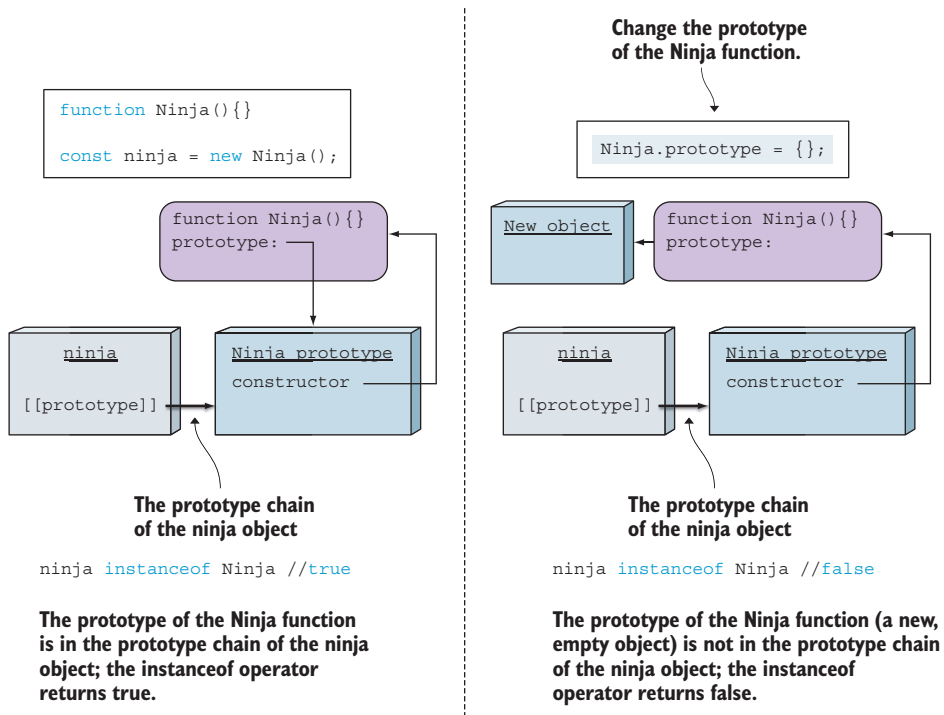 function Ninja(){}
const ninja = new Ninja();
function Ninja(){}
prototype:
ninja
[[prototype]]
Ninja prototype
constructor
The prototype chain
of the ninja object
ninja instanceof Ninja //true
The prototype of the Ninja function
is in the prototype chain of the ninja
object; the instanceof operator
returns true.
Change the prototype
of the Ninja function.
Ninja.prototype = {};
New object
function Ninja(){}
prototype:
ninja
[[prototype]]
Ninja prototype
constructor
The prototype chain
of the ninja object
ninja instanceof Ninja //false
The prototype of the Ninja function (a new,
empty object) is not in the prototype chain
of the ninja object; the instanceof
operator returns false.